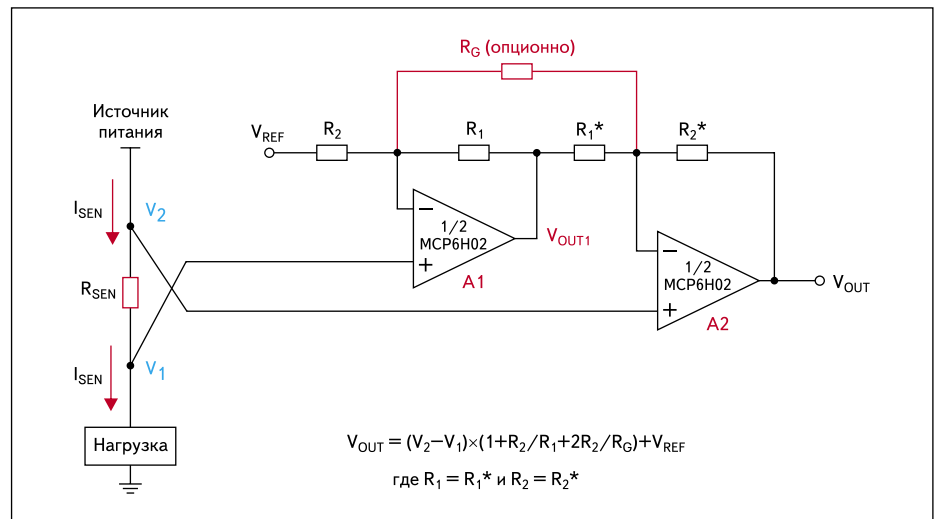 R_G (опционно)
Источник
питания
V_REF
R_2
R_1
R_1*
R_2*
I_SEN
V_2
−
1/2
MCP6H02
+
A1
V_OUT1
−
1/2
MCP6H02
+
A2
V_OUT
R_SEN
I_SEN
V_1
Нагрузка
V_OUT = (V_2−V_1)×(1+R_2/R_1+2R_2/R_G)+V_REF
где R_1 = R_1* и R_2 = R_2*